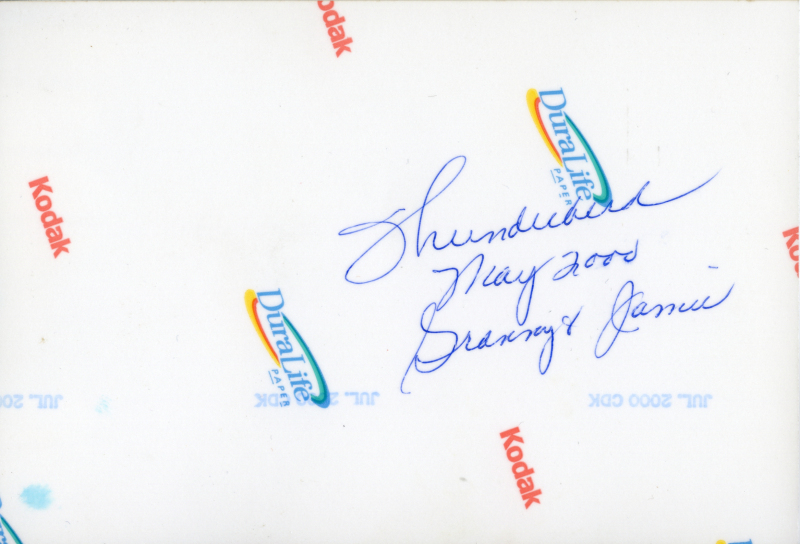 Kodak
DuraLife
PAPER
Kodak
Thunderbird
May 2000
Granny & Jamie
DuraLife
PAPER
JUL. 2000 CDK
Kodak